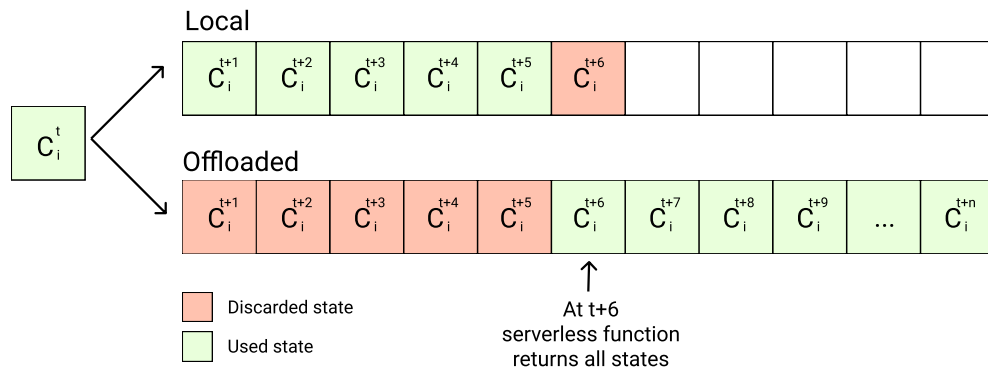 Local
C_i^t+1 C_i^t+2 C_i^t+3 C_i^t+4 C_i^t+5 C_i^t+6
C_i^t
Offloaded
C_i^t+1 C_i^t+2 C_i^t+3 C_i^t+4 C_i^t+5 C_i^t+6 C_i^t+7 C_i^t+8 C_i^t+9 ... C_i^t+n
At t+6
serverless function
returns all states
Discarded state
Used state